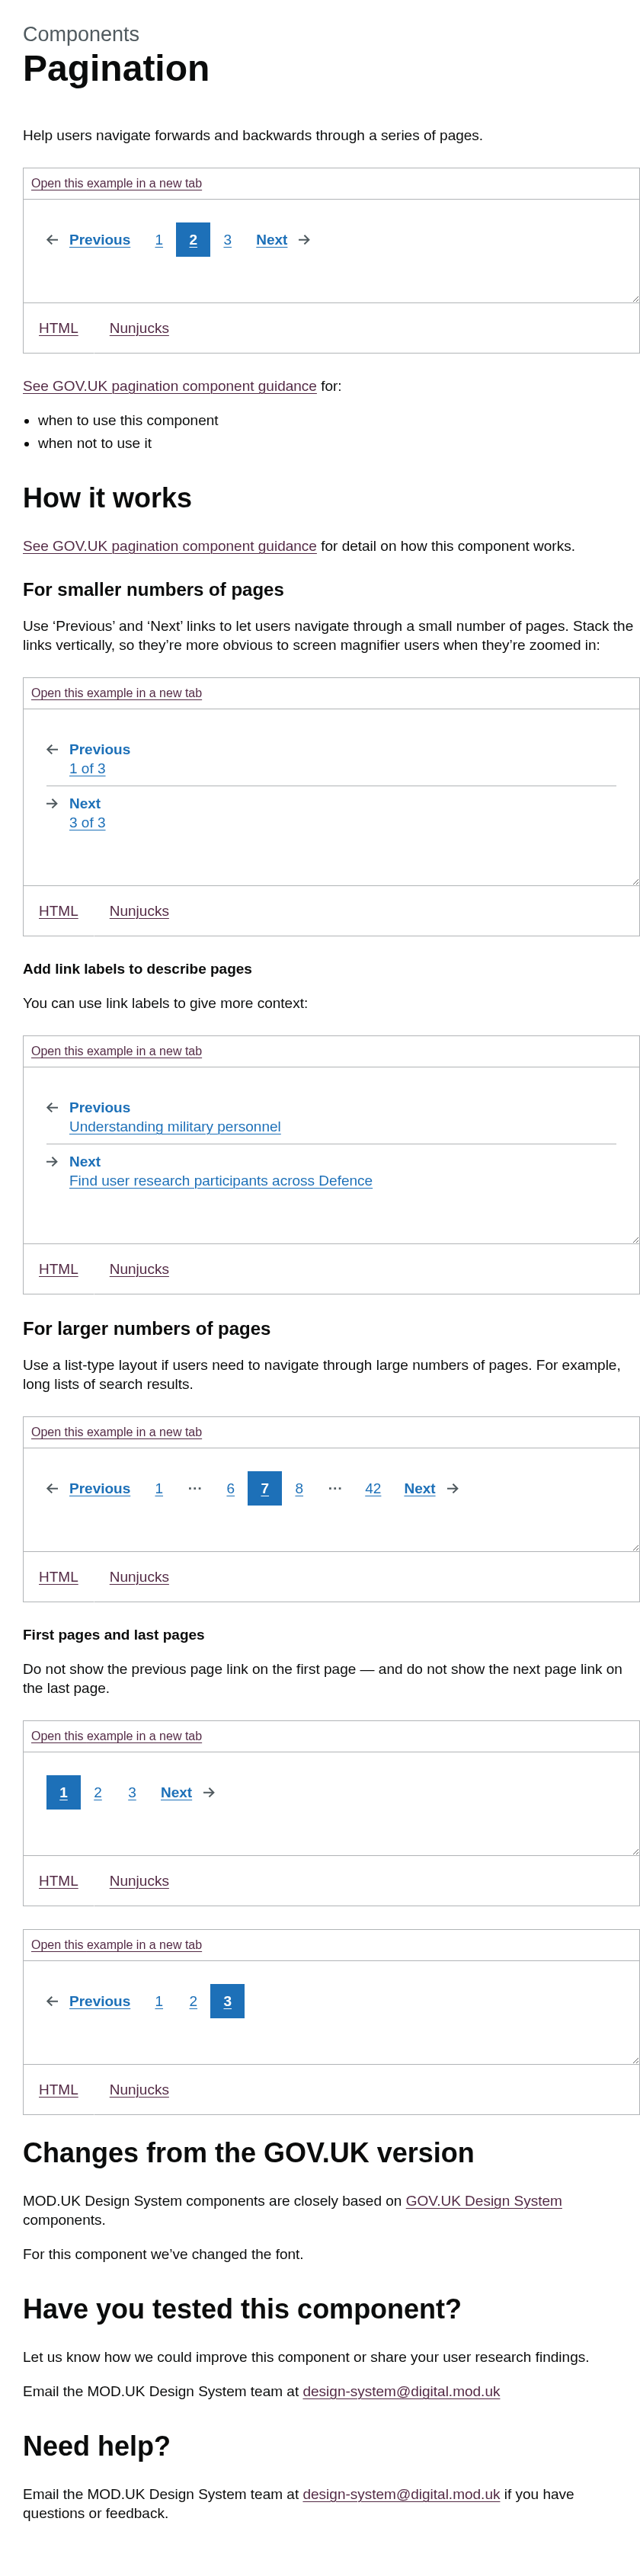 Components
Pagination
Help users navigate forwards and backwards through a series of pages.
Open this example in a new tab
Previous 1 2 3 Next
HTML Nunjucks
See GOV.UK pagination component guidance for:
when to use this component
when not to use it
How it works
See GOV.UK pagination component guidance for detail on how this component works.
For smaller numbers of pages
Use ‘Previous’ and ‘Next’ links to let users navigate through a small number of pages. Stack the
links vertically, so they’re more obvious to screen magnifier users when they’re zoomed in:
Open this example in a new tab
Previous
1 of 3
Next
3 of 3
HTML Nunjucks
Add link labels to describe pages
You can use link labels to give more context:
Open this example in a new tab
Previous
Understanding military personnel
Next
Find user research participants across Defence
HTML Nunjucks
For larger numbers of pages
Use a list-type layout if users need to navigate through large numbers of pages. For example,
long lists of search results.
Open this example in a new tab
Previous 1 ⋯ 6 7 8 ⋯ 42 Next
HTML Nunjucks
First pages and last pages
Do not show the previous page link on the first page — and do not show the next page link on
the last page.
Open this example in a new tab
1 2 3 Next
HTML Nunjucks
Open this example in a new tab
Previous 1 2 3
HTML Nunjucks
Changes from the GOV.UK version
MOD.UK Design System components are closely based on GOV.UK Design System
components.
For this component we’ve changed the font.
Have you tested this component?
Let us know how we could improve this component or share your user research findings.
Email the MOD.UK Design System team at design-system@digital.mod.uk
Need help?
Email the MOD.UK Design System team at design-system@digital.mod.uk if you have
questions or feedback.